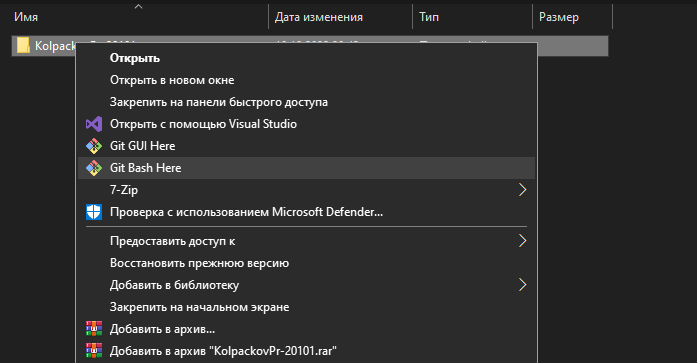 Имя Дата изменения Тип Размер
Открыть
Открыть в новом окне
Закрепить на панели быстрого доступа
Открыть с помощью Visual Studio
Git GUI Here
Git Bash Here
7-Zip
Проверка с использованием Microsoft Defender...
Предоставить доступ к
Восстановить прежнюю версию
Добавить в библиотеку
Закрепить на начальном экране
Добавить в архив...
Добавить в архив "KolpackovPr-20101.rar"